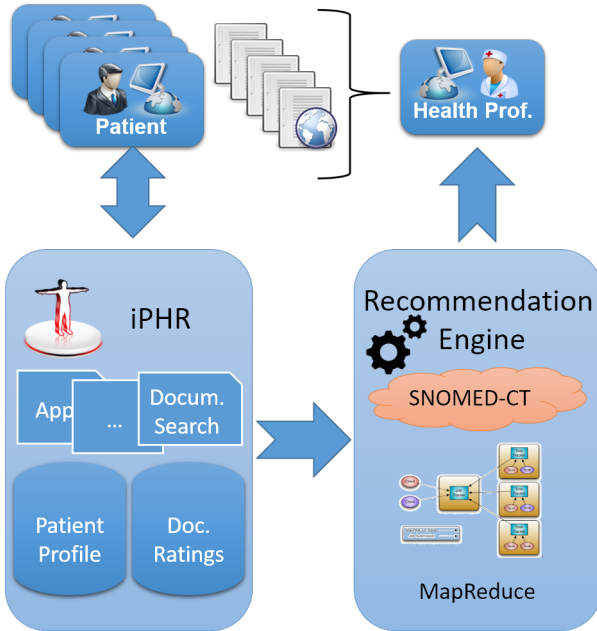 Patient
Health Prof.
iPHR
App
...
Docum.
Search
Patient
Profile
Doc.
Ratings
Recommendation
Engine
SNOMED-CT
MapReduce